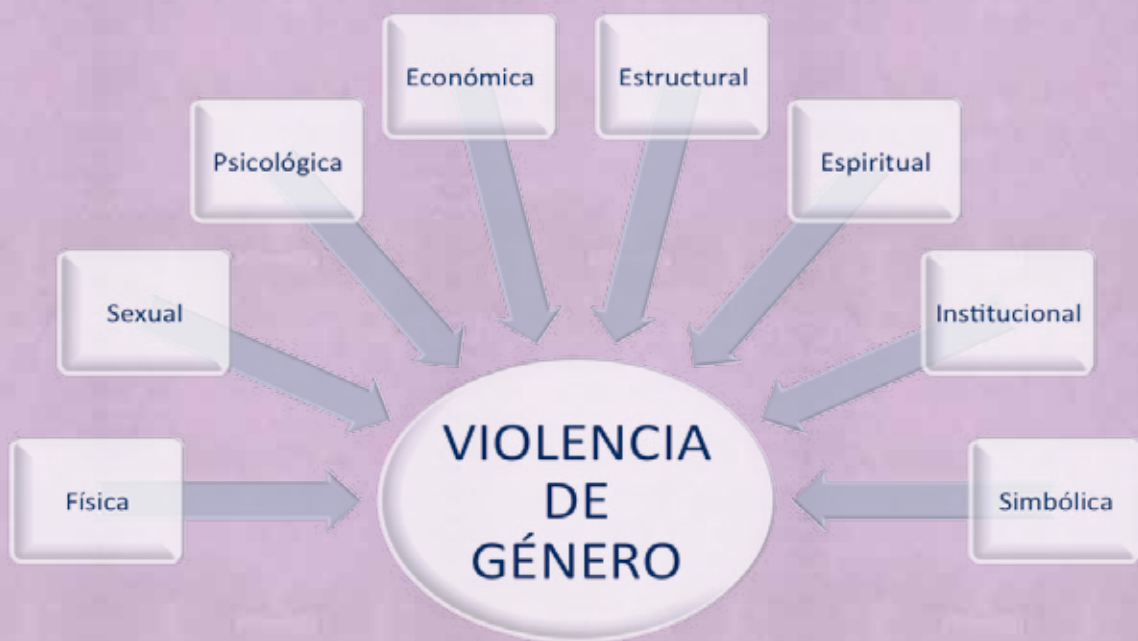 Económica
Estructural
Psicológica
Espiritual
Sexual
Institucional
Física
Simbólica
VIOLENCIA
DE
GÉNERO